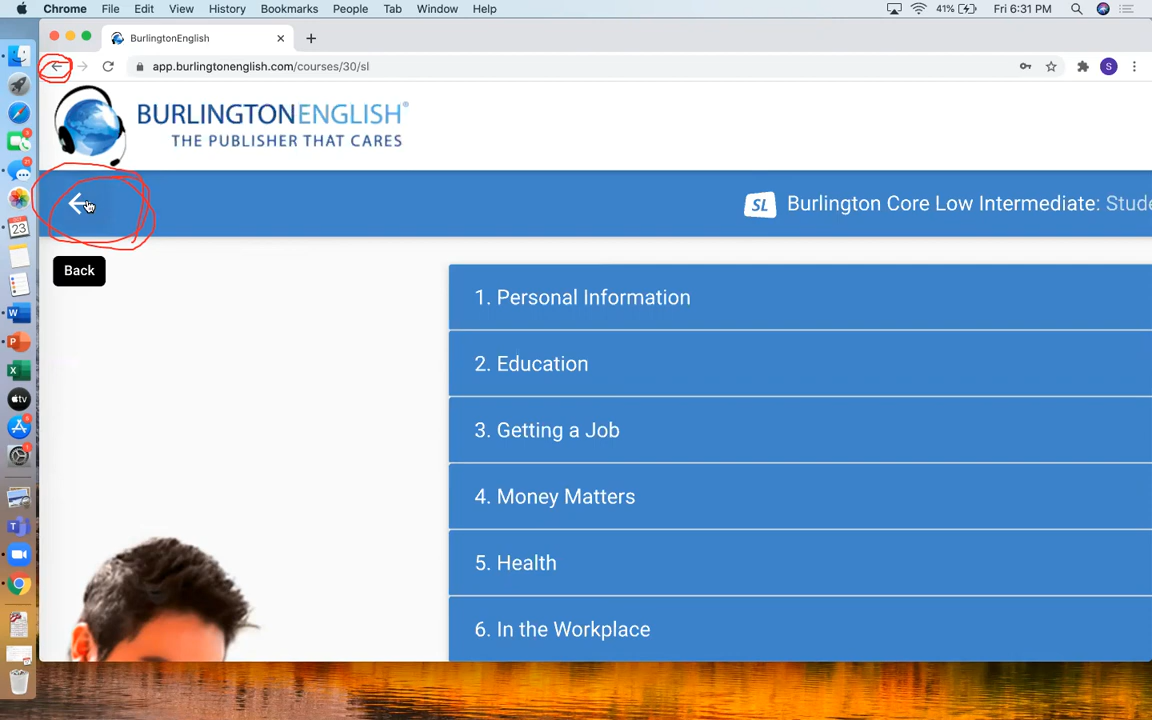 Chrome File Edit View History Bookmarks People Tab Window Help 41% Fri 6:31 PM
BurlingtonEnglish
app.burlingtonenglish.com/courses/30/sl S
BURLINGTONENGLISH®
THE PUBLISHER THAT CARES
SL Burlington Core Low Intermediate: Stude
Back
1. Personal Information
2. Education
3. Getting a Job
4. Money Matters
5. Health
6. In the Workplace
23
W
P
X
tv
T